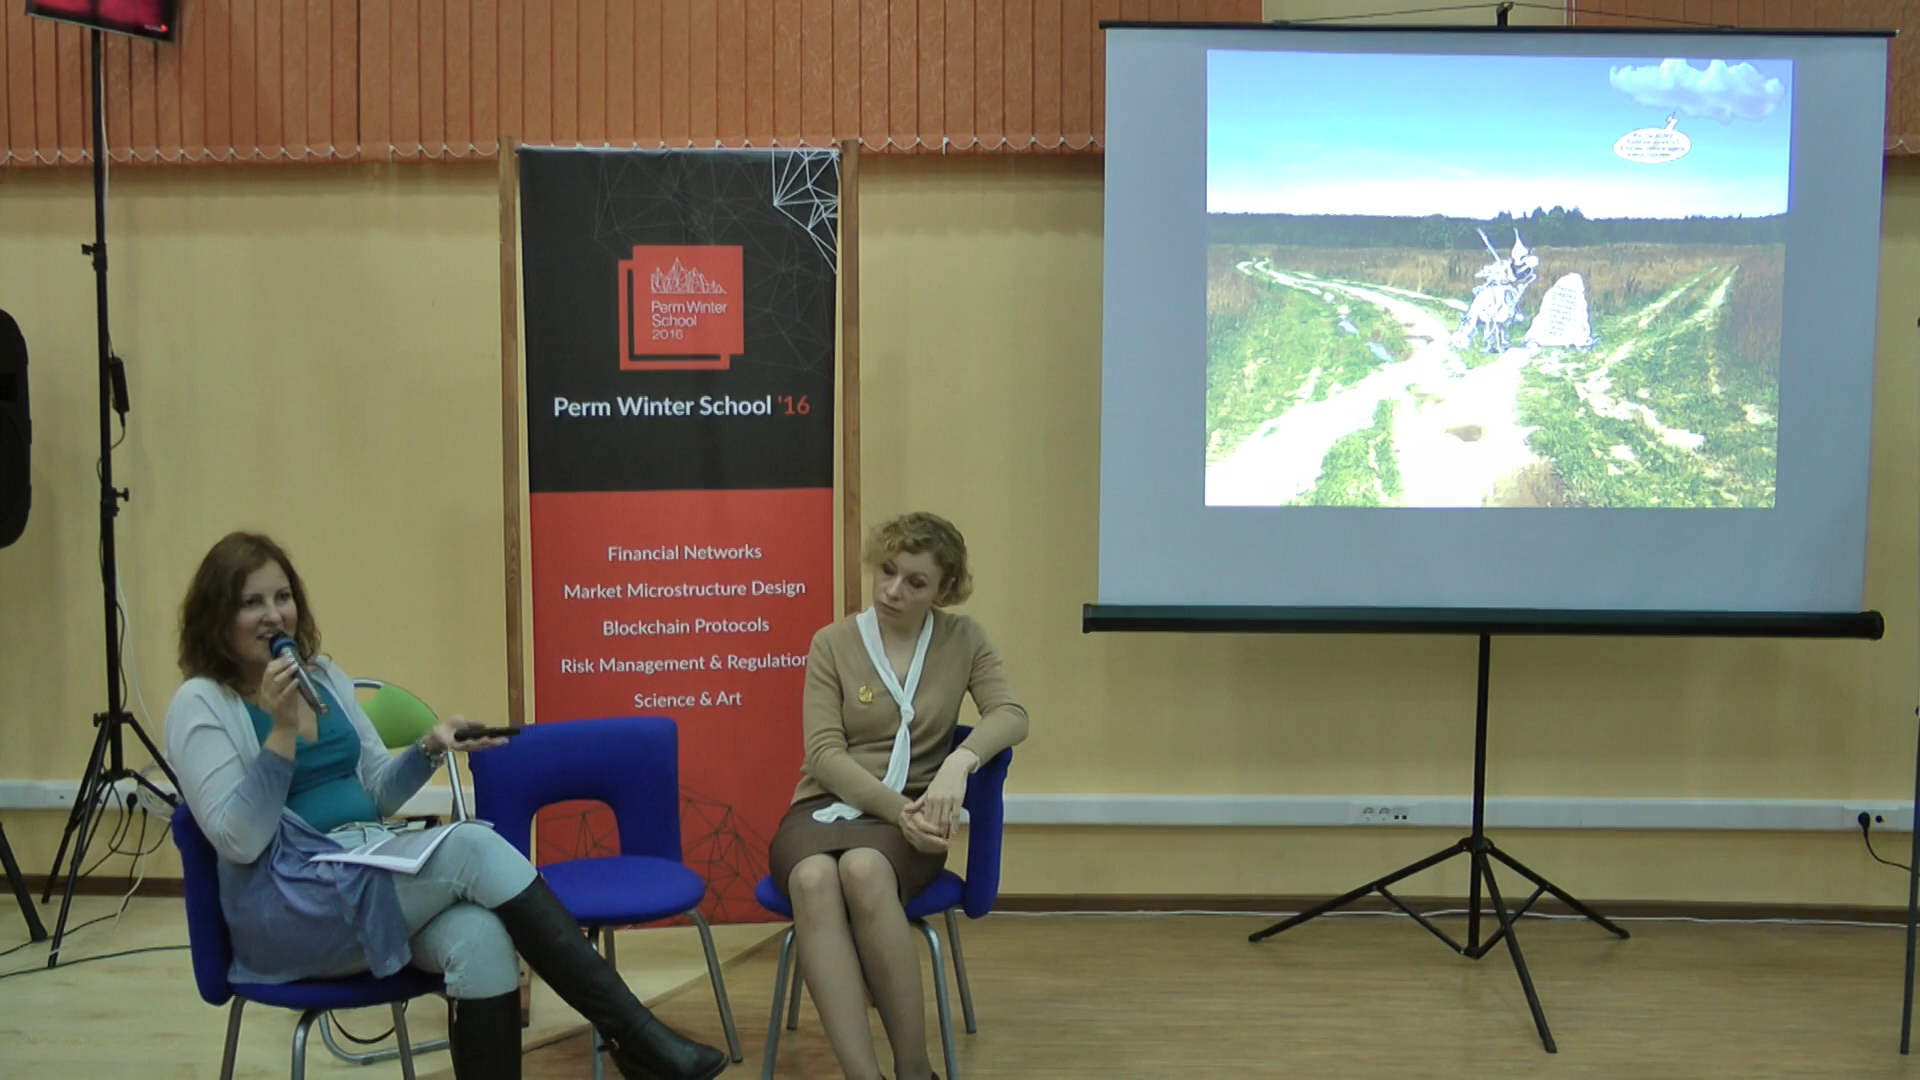 Perm Winter
School
2016
Perm Winter School '16
Financial Networks
Market Microstructure Design
Blockchain Protocols
Risk Management & Regulation
Science & Art